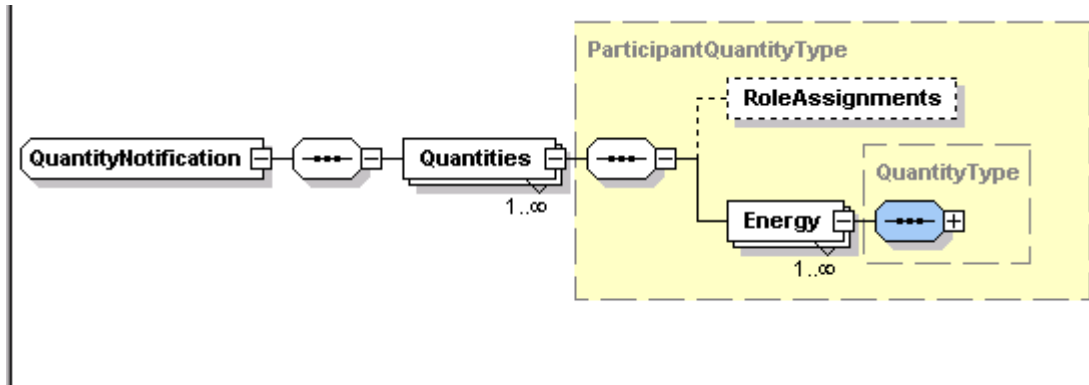 ParticipantQuantityType
RoleAssignments
QuantityNotification
Quantities
1..∞
QuantityType
Energy
1..∞